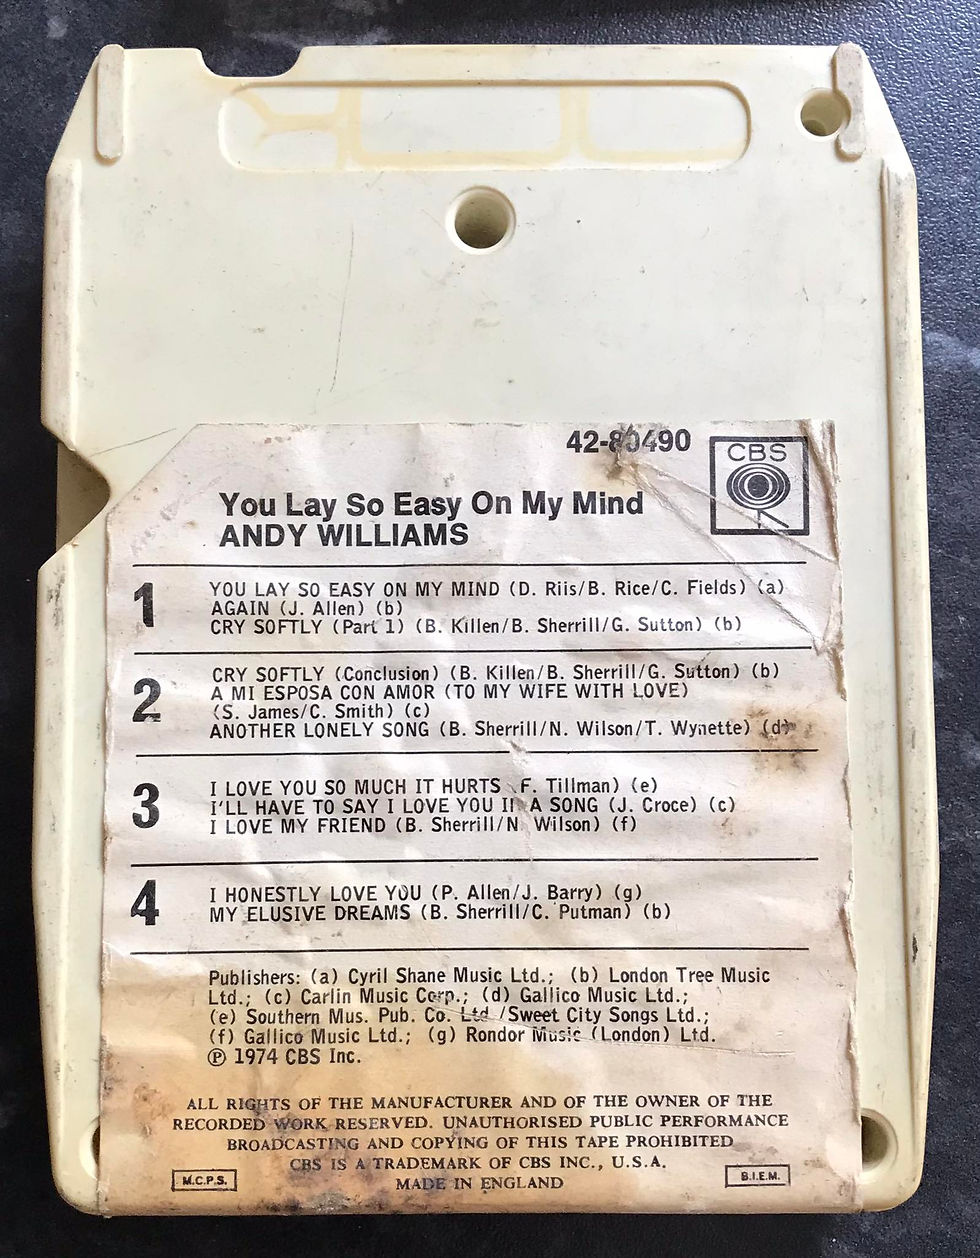 42-80490
CBS
You Lay So Easy On My Mind
ANDY WILLIAMS
1
YOU LAY SO EASY ON MY MIND (D. Riis/B. Rice/C. Fields) (a)
AGAIN (J. Allen) (b)
CRY SOFTLY (Part 1) (B. Killen/B. Sherrill/G. Sutton) (b)
2
CRY SOFTLY (Conclusion) (B. Killen/B. Sherrill/G. Sutton) (b)
A MI ESPOSA CON AMOR (TO MY WIFE WITH LOVE)
(S. James/C. Smith) (c)
ANOTHER LONELY SONG (B. Sherrill/N. Wilson/T. Wynette) (d)
3
I LOVE YOU SO MUCH IT HURTS (F. Tillman) (e)
I'LL HAVE TO SAY I LOVE YOU IN A SONG (J. Croce) (c)
I LOVE MY FRIEND (B. Sherrill/N. Wilson) (f)
4
I HONESTLY LOVE YOU (P. Allen/J. Barry) (g)
MY ELUSIVE DREAMS (B. Sherrill/C. Putman) (b)
Publishers: (a) Cyril Shane Music Ltd.; (b) London Tree Music
Ltd.; (c) Carlin Music Corp.; (d) Gallico Music Ltd.;
(e) Southern Mus. Pub. Co. Ltd./Sweet City Songs Ltd.;
(f) Gallico Music Ltd.; (g) Rondor Music (London) Ltd.
℗ 1974 CBS Inc.
ALL RIGHTS OF THE MANUFACTURER AND OF THE OWNER OF THE
RECORDED WORK RESERVED. UNAUTHORISED PUBLIC PERFORMANCE
BROADCASTING AND COPYING OF THIS TAPE PROHIBITED
CBS IS A TRADEMARK OF CBS INC., U.S.A.
MADE IN ENGLAND
M.C.P.S.
B.I.E.M.